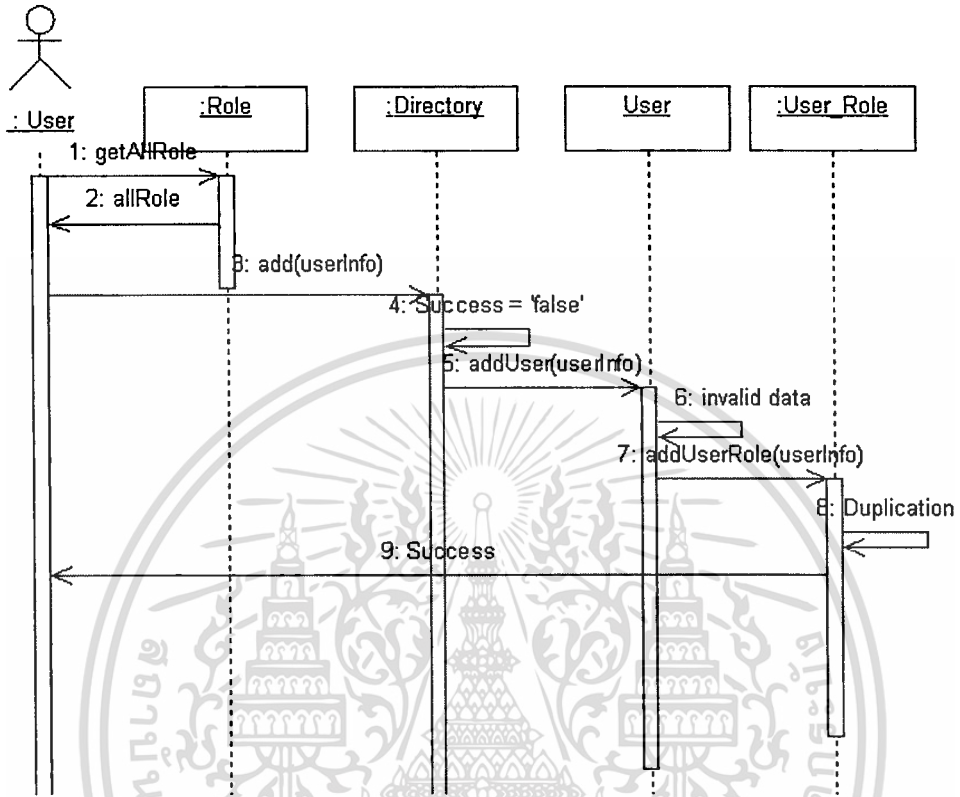 : User
:Role
:Directory
User
:User_Role
1: getAllRole
2: allRole
3: add(userInfo)
4: Success = 'false'
5: addUser(userInfo)
6: invalid data
7: addUserRole(userInfo)
8: Duplication
9: Success